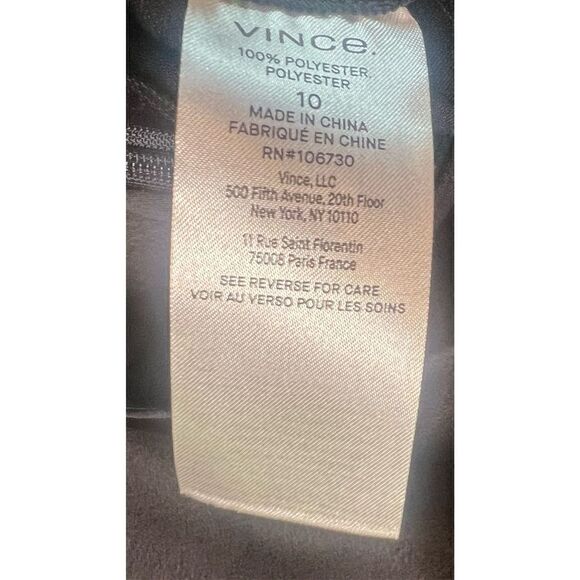 VINCE.
100% POLYESTER.
POLYESTER
10
MADE IN CHINA
FABRIQUÉ EN CHINE
RN#106730
Vince, LLC
500 Fifth Avenue, 20th Floor
New York, NY 10110
11 Rue Saint Florentin
75008 Paris France
SEE REVERSE FOR CARE
VOIR AU VERSO POUR LES SOINS